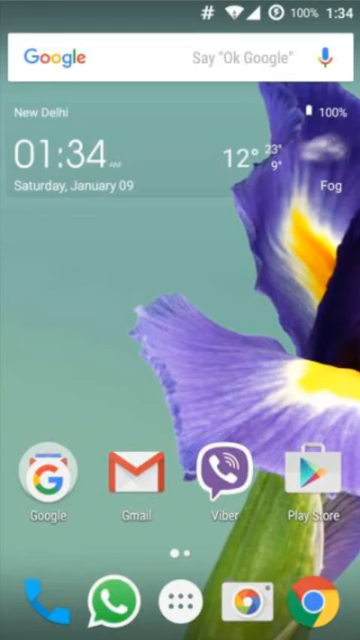 # 100% 1:34
Google Say "Ok Google"
New Delhi 100%
01:34 AM 12° 23° 9°
Saturday, January 09 Fog
Google Gmail Viber Play Store